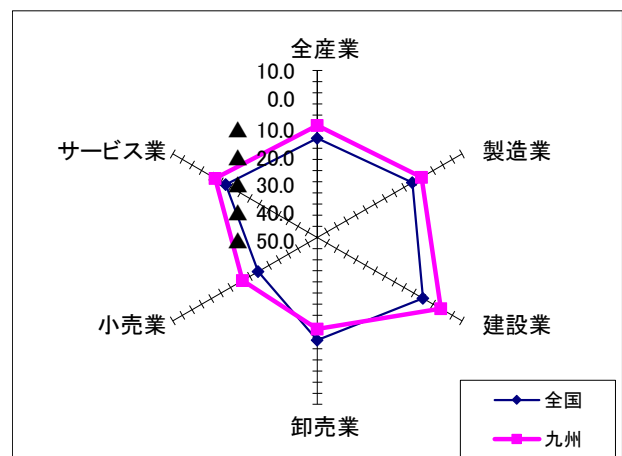 全産業
10.0
0.0
▲ 10.0
▲ 20.0
▲ 30.0
▲ 40.0
▲ 50.0
サービス業
製造業
小売業
建設業
卸売業
全国
九州